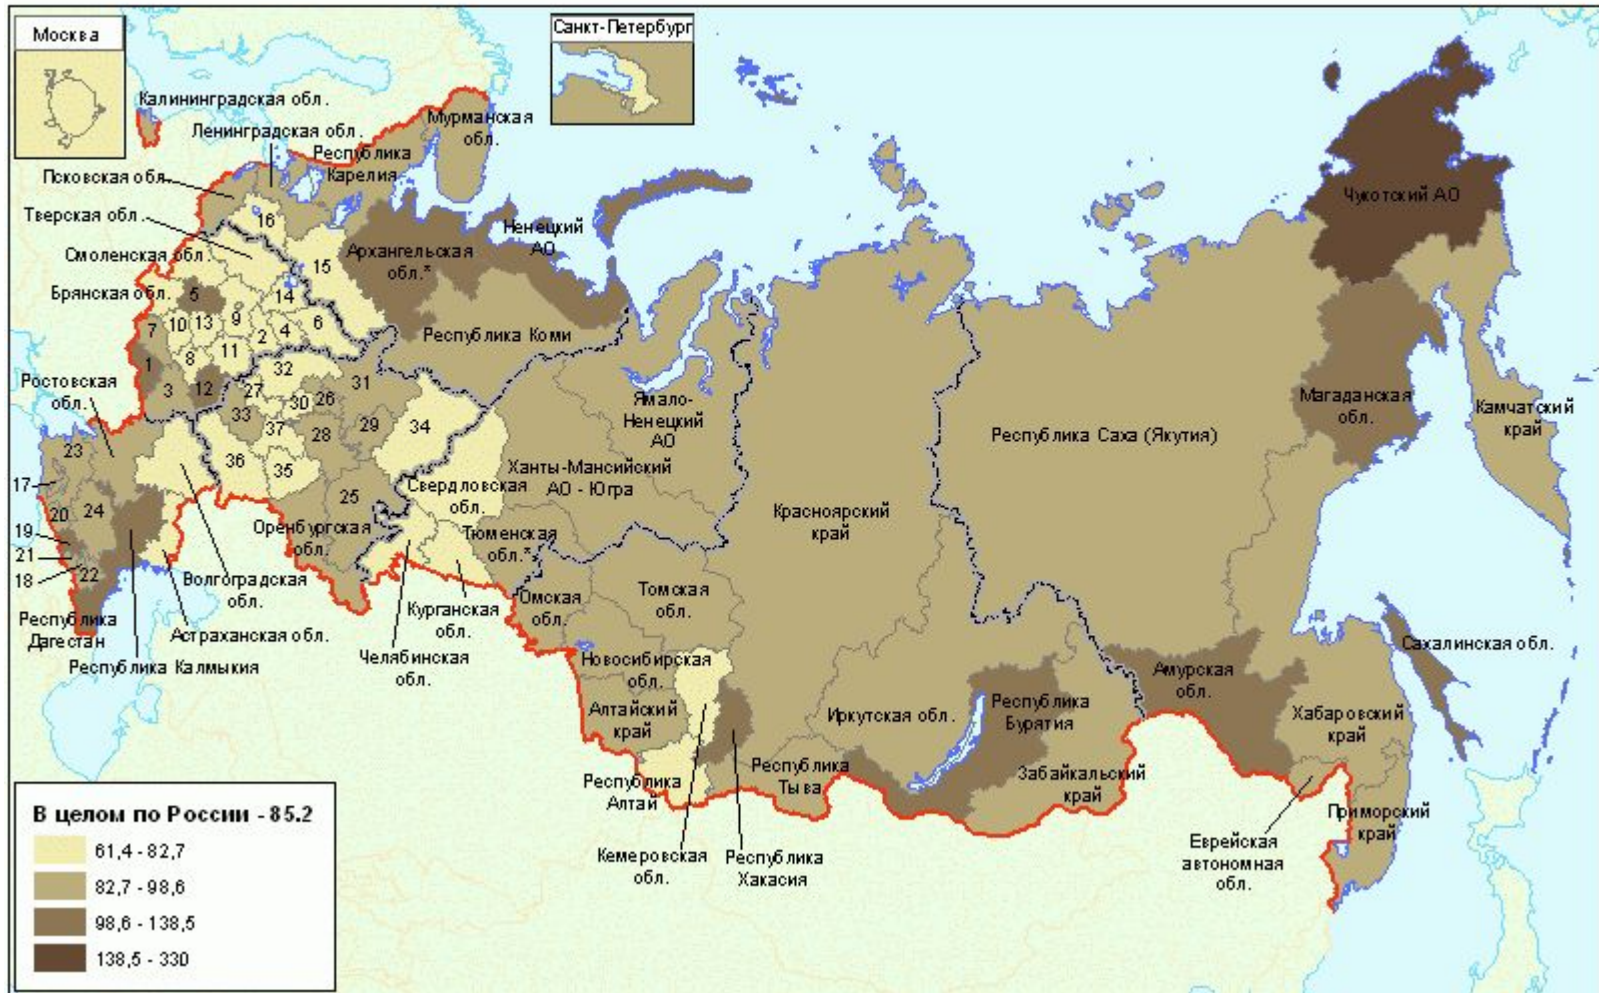 Москва
Санкт-Петербург
Калининградская обл.
Ленинградская обл.
Мурманская
обл.
Республика
Карелия
Псковская обл.
Тверская обл.
Смоленская обл.
Брянская обл.
16
15
Архангельская
обл.*
Ненецкий
АО
Чукотский АО
5
14
7
10
13
9
2
4
6
Республика Коми
1
8
11
3
12
32
31
27
30
26
33
37
28
29
34
36
35
25
Ростовская
обл.
23
17
20
24
19
21
18
22
Ямало-
Ненецкий
АО
Ханты-Мансийский
АО - Югра
Свердловская
обл.
Тюменская
обл.*
Оренбургская
обл.
Красноярский
край
Республика Саха (Якутия)
Магаданская
обл.
Камчатский
край
Волгоградская
обл.
Астраханская обл.
Республика
Дагестан
Республика Калмыкия
Курганская
обл.
Челябинская
обл.
Омская
обл.
Томская
обл.
Новосибирская
обл.
Алтайский
край
Республика
Алтай
Кемеровская
обл.
Республика
Хакасия
Республика
Тыва
Иркутская обл.
Республика
Бурятия
Забайкальский
край
Амурская
обл.
Сахалинская обл.
Хабаровский
край
Приморский
край
Еврейская
автономная
обл.
В целом по России - 85.2
61,4 - 82,7
82,7 - 98,6
98,6 - 138,5
138,5 - 330